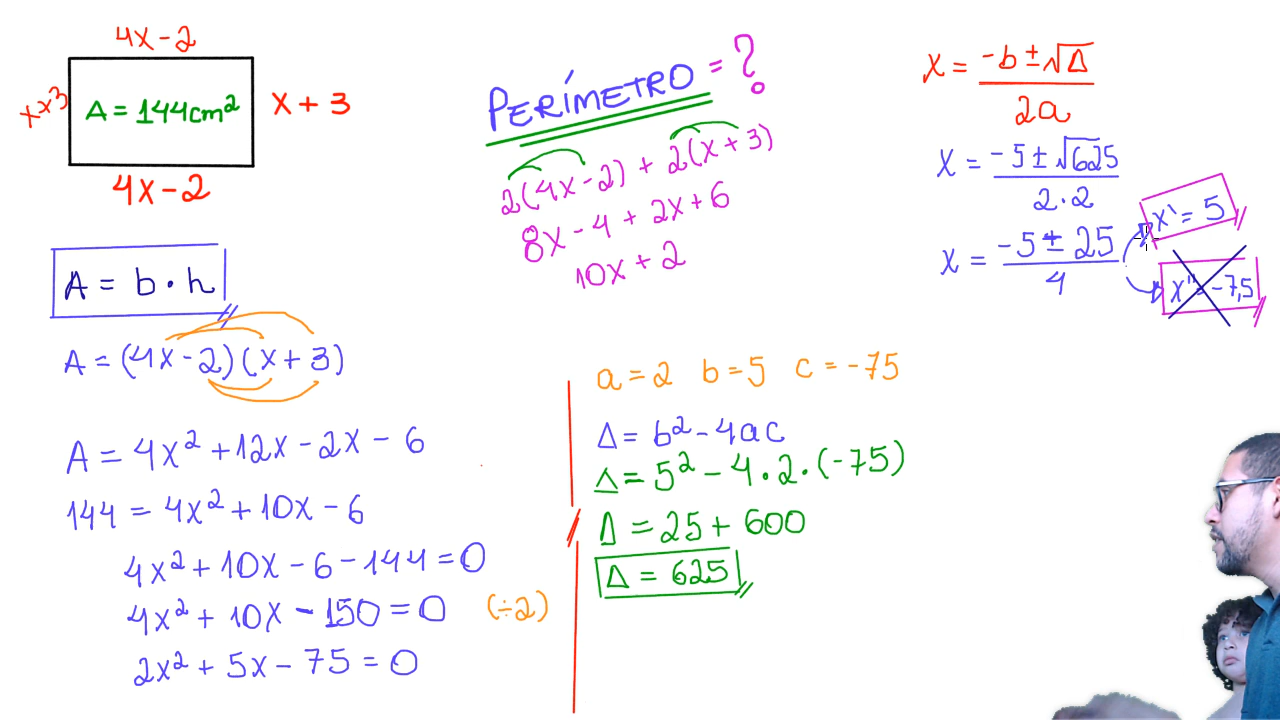 4x - 2
x + 3
A = 144cm²
x + 3
4x - 2
A = b · h
A = (4x - 2)(x + 3)
A = 4x² + 12x - 2x - 6
144 = 4x² + 10x - 6
4x² + 10x - 6 - 144 = 0
4x² + 10x - 150 = 0 (÷2)
2x² + 5x - 75 = 0
PERÍMETRO = ?
2(4x - 2) + 2(x + 3)
8x - 4 + 2x + 6
10x + 2
a = 2 b = 5 c = -75
Δ = b² - 4ac
Δ = 5² - 4 · 2 · (-75)
Δ = 25 + 600
Δ = 625
x = (-b ± √Δ) / 2a
x = (-5 ± √625) / 2 · 2
x = (-5 ± 25) / 4
x' = 5
x'' = -7,5